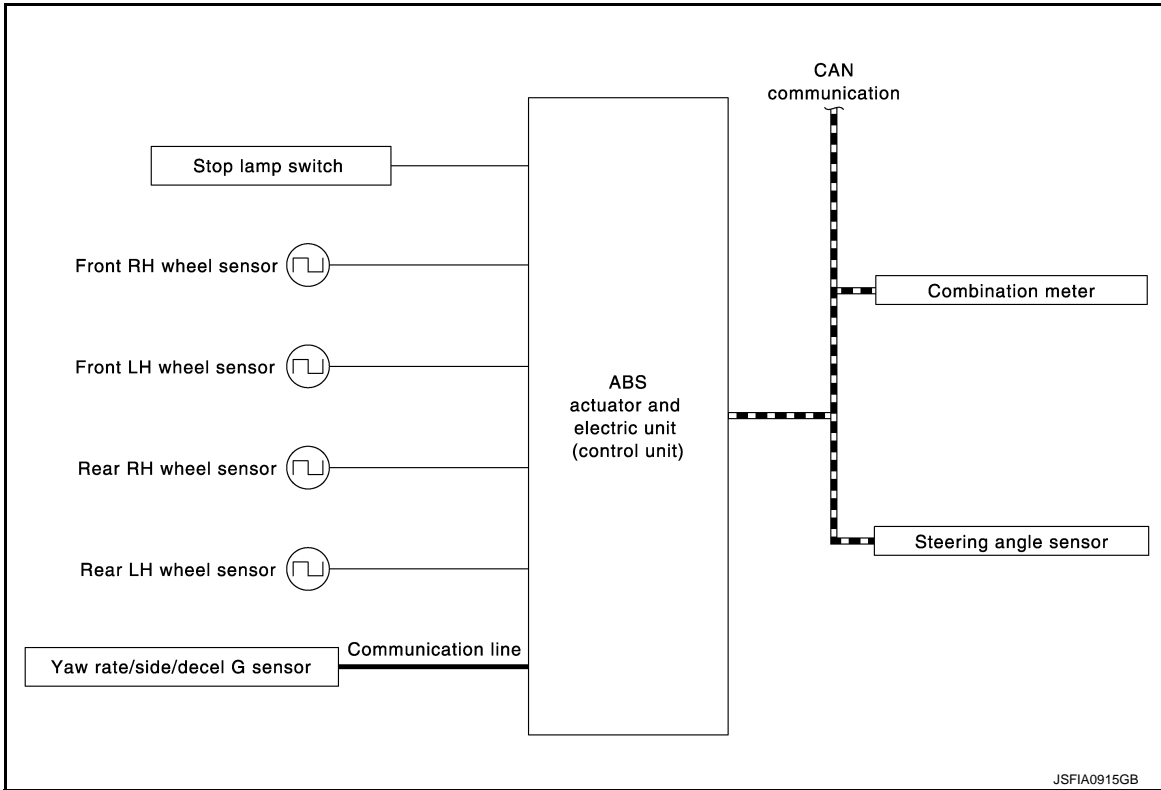 CAN
communication
Stop lamp switch
Front RH wheel sensor
Combination meter
Front LH wheel sensor
ABS
actuator and
electric unit
(control unit)
Rear RH wheel sensor
Steering angle sensor
Rear LH wheel sensor
Communication line
Yaw rate/side/decel G sensor
JSFIA0915GB